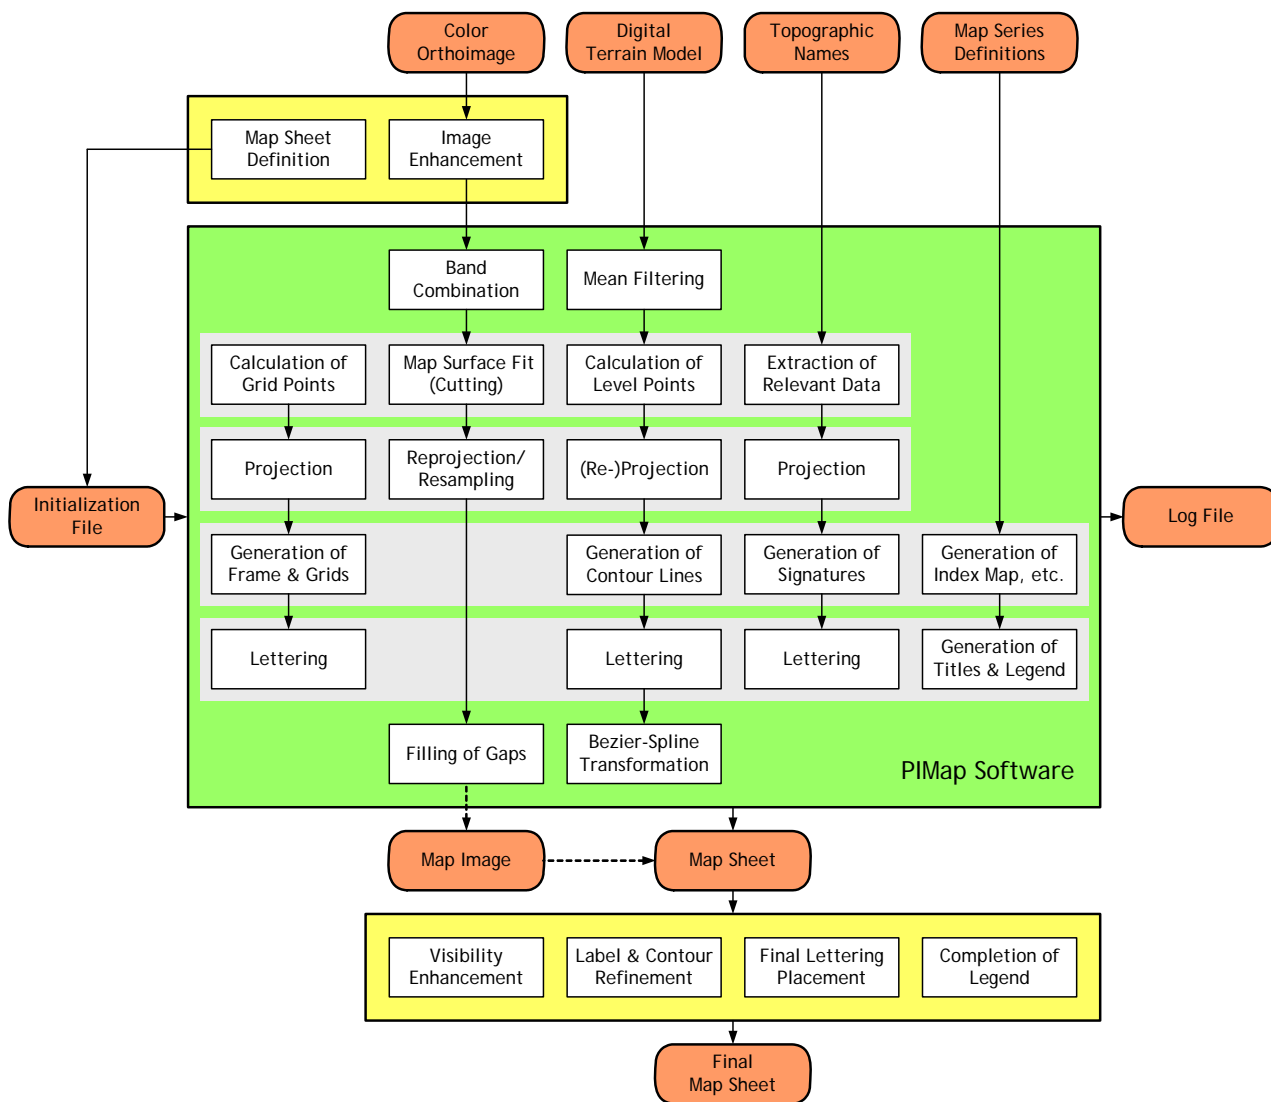 Color
Orthoimage
Digital
Terrain Model
Topographic
Names
Map Series
Definitions
Map Sheet
Definition
Image
Enhancement
Band
Combination
Mean Filtering
Calculation of
Grid Points
Map Surface Fit
(Cutting)
Calculation of
Level Points
Extraction of
Relevant Data
Projection
Reprojection/
Resampling
(Re-)Projection
Projection
Initialization
File
Log File
Generation of
Frame & Grids
Generation of
Contour Lines
Generation of
Signatures
Generation of
Index Map, etc.
Lettering
Lettering
Lettering
Generation of
Titles & Legend
Filling of Gaps
Bezier-Spline
Transformation
PIMap Software
Map Image
Map Sheet
Visibility
Enhancement
Label & Contour
Refinement
Final Lettering
Placement
Completion of
Legend
Final
Map Sheet